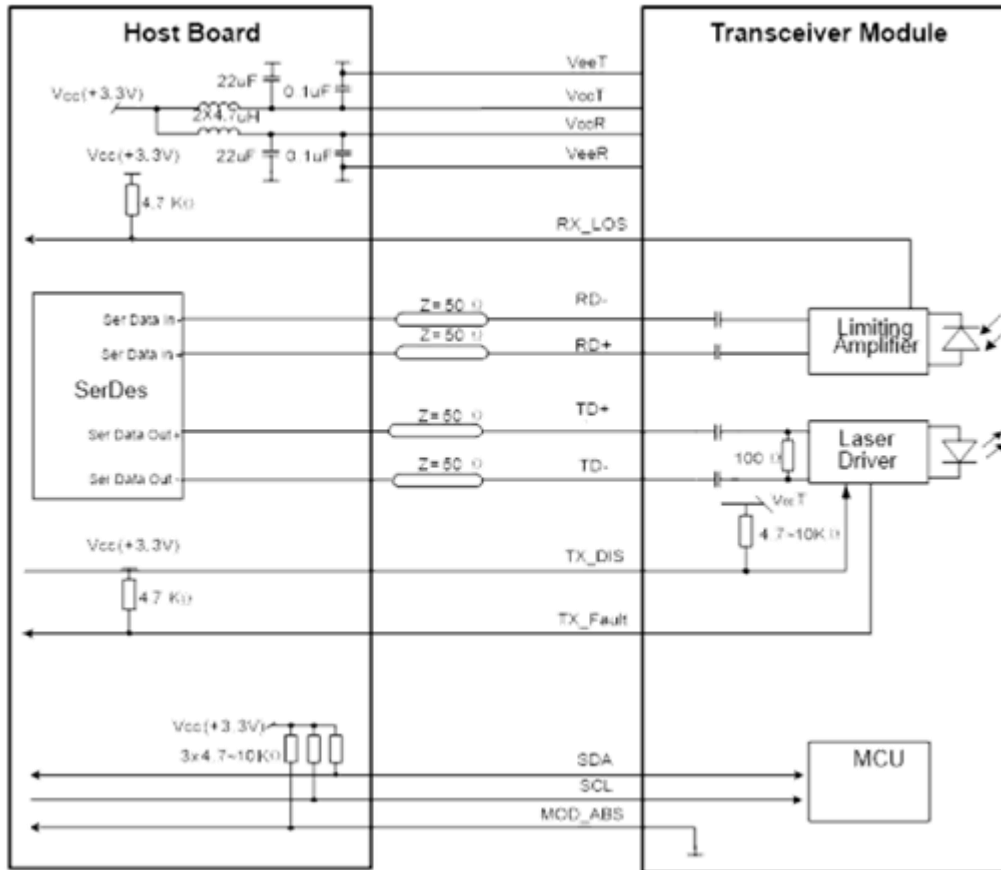 Host Board
Transceiver Module
VeeT
22uF
0.1uF
Vcc(+3.3V)
VccT
2X4.7uH
VccR
Vcc(+3.3V)
22uF
0.1uF
VeeR
4.7 KΩ
RX_LOS
Z=50 Ω
RD-
Ser Data In-
Limiting
Amplifier
Z=50 Ω
RD+
Ser Data In+
SerDes
TD+
Z=50 Ω
Ser Data Out+
Laser
Driver
Z=50 Ω
TD-
100 Ω
Ser Data Out -
VccT
4.7~10KΩ
Vcc(+3.3V)
TX_DIS
4.7 KΩ
TX_Fault
Vcc(+3.3V)
3x4.7~10KΩ
SDA
MCU
SCL
MOD_ABS